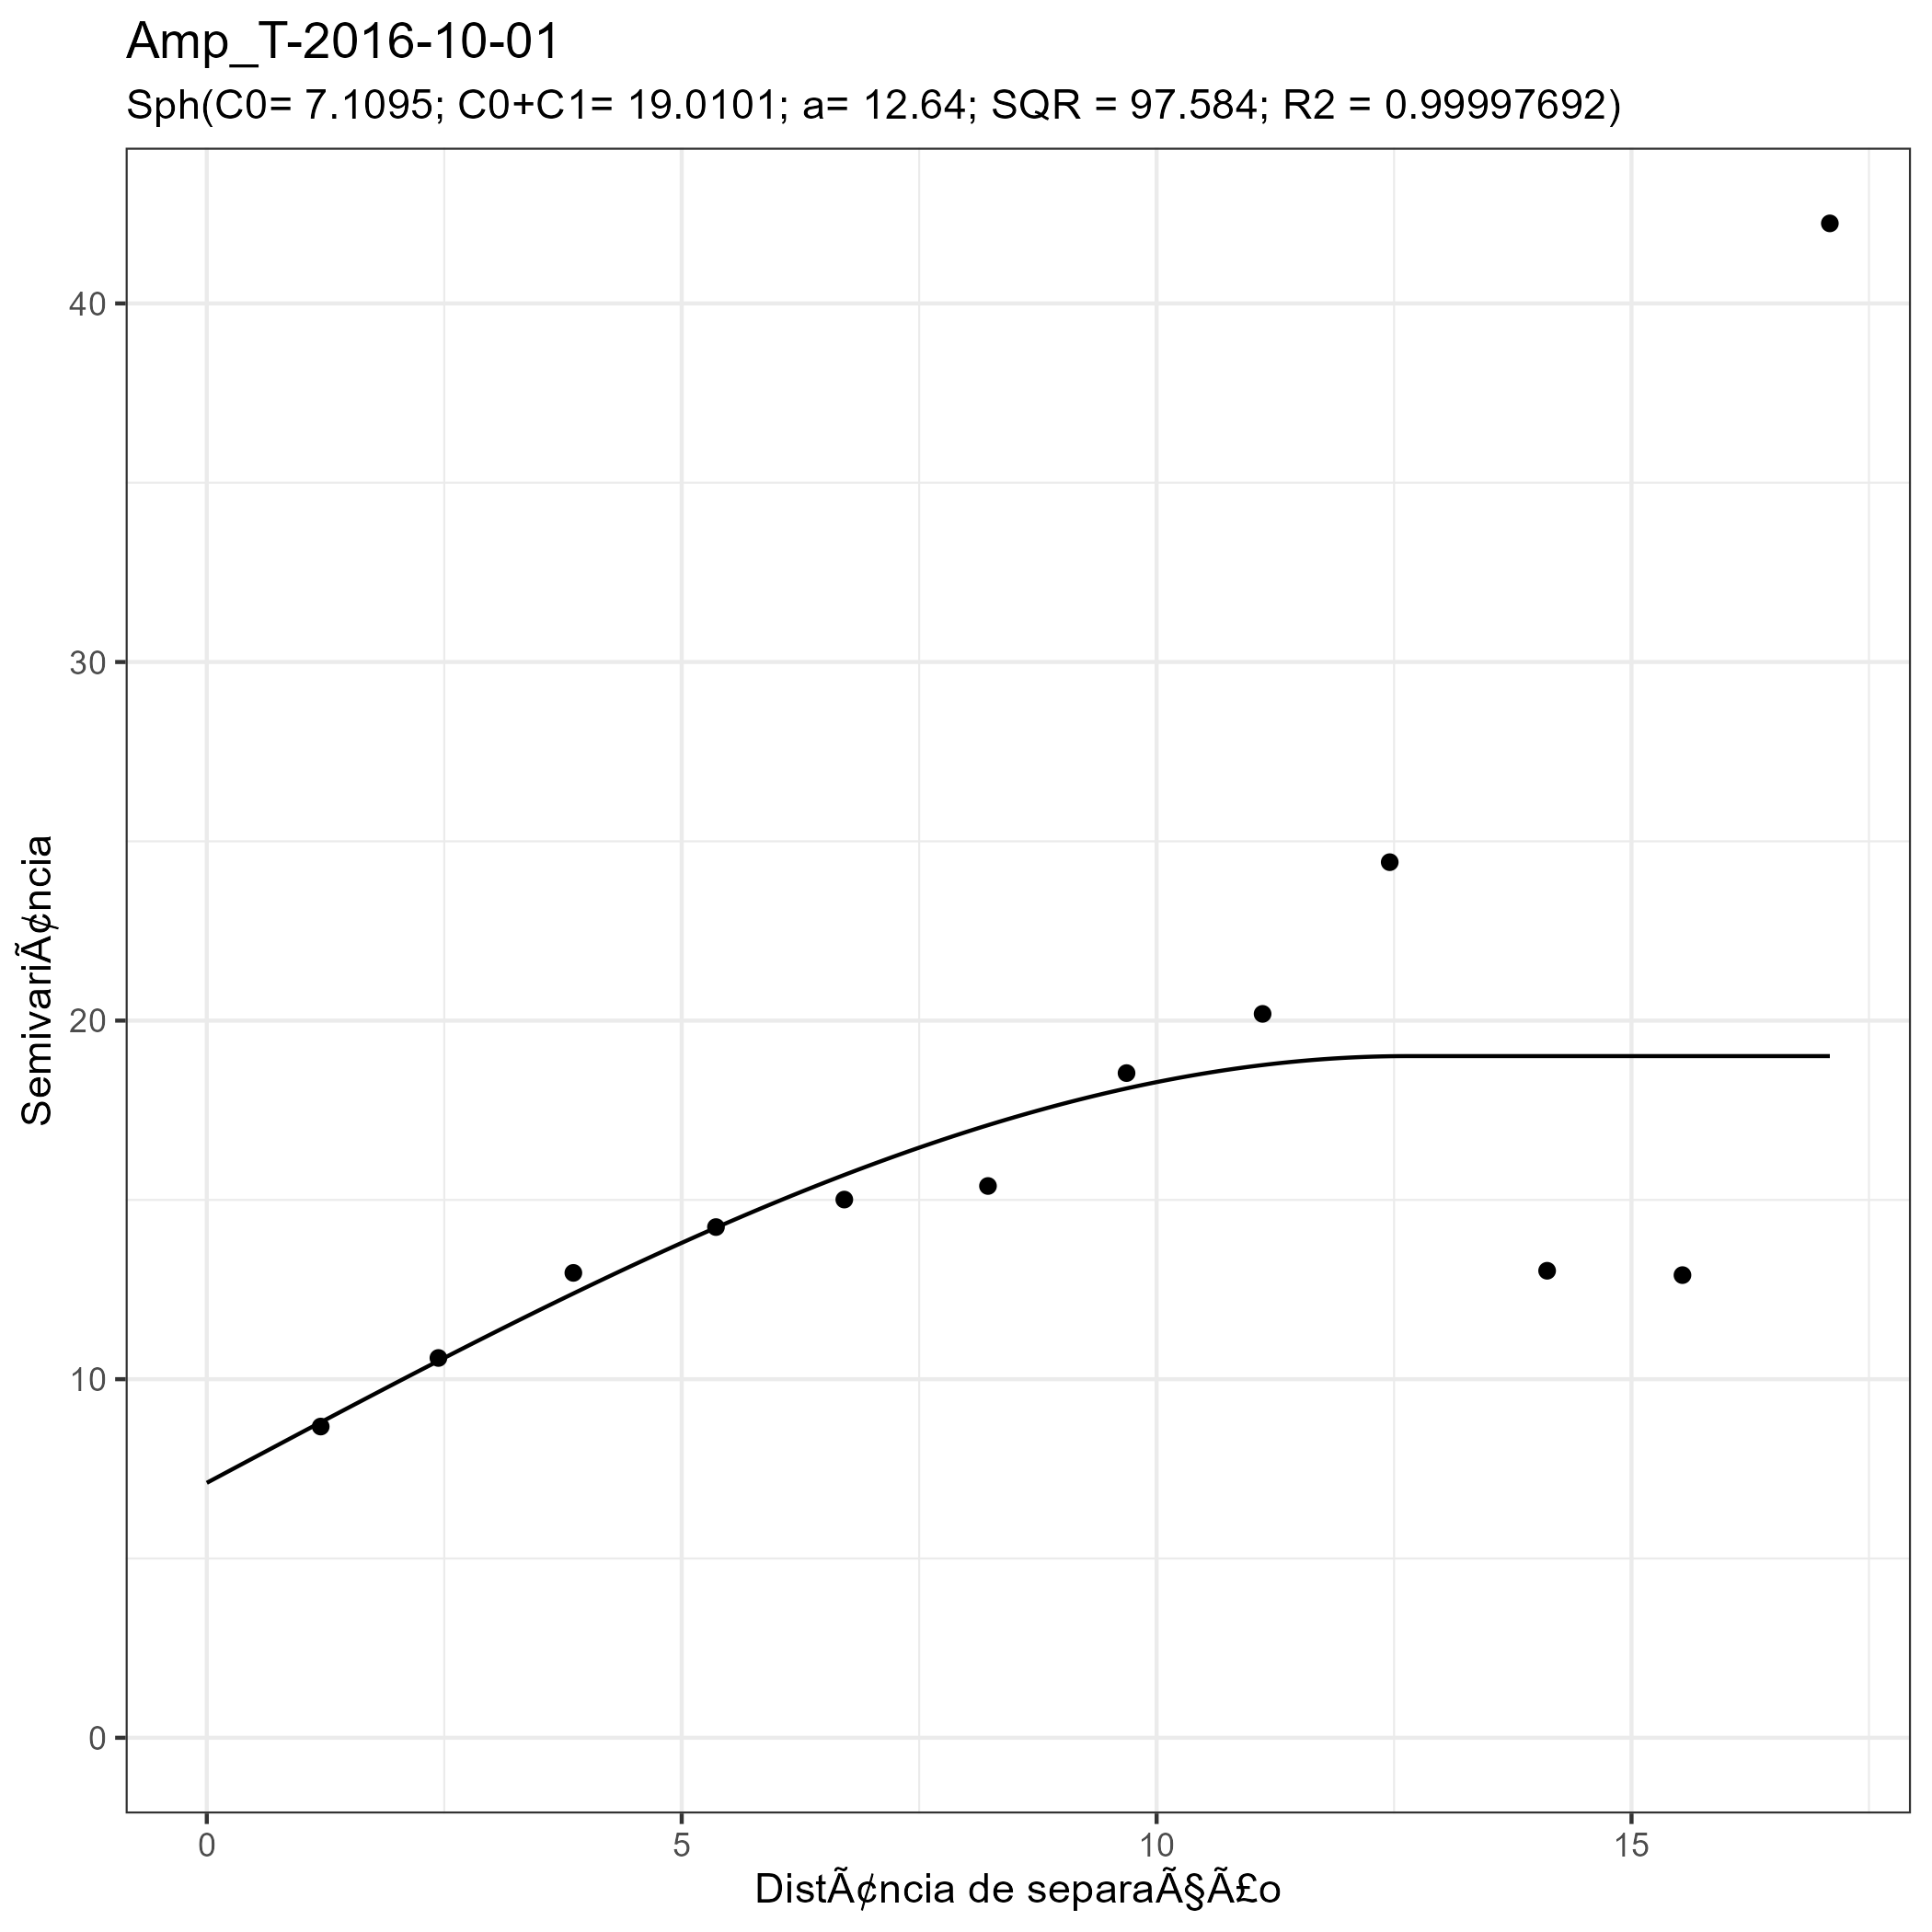 Amp_T-2016-10-01
Sph(C0= 7.1095; C0+C1= 19.0101; a= 12.64; SQR = 97.584; R2 = 0.99997692)
SemivariÃ¢ncia
40
30
20
10
0
0 5 10 15
DistÃ¢ncia de separaÃ§Ã£o